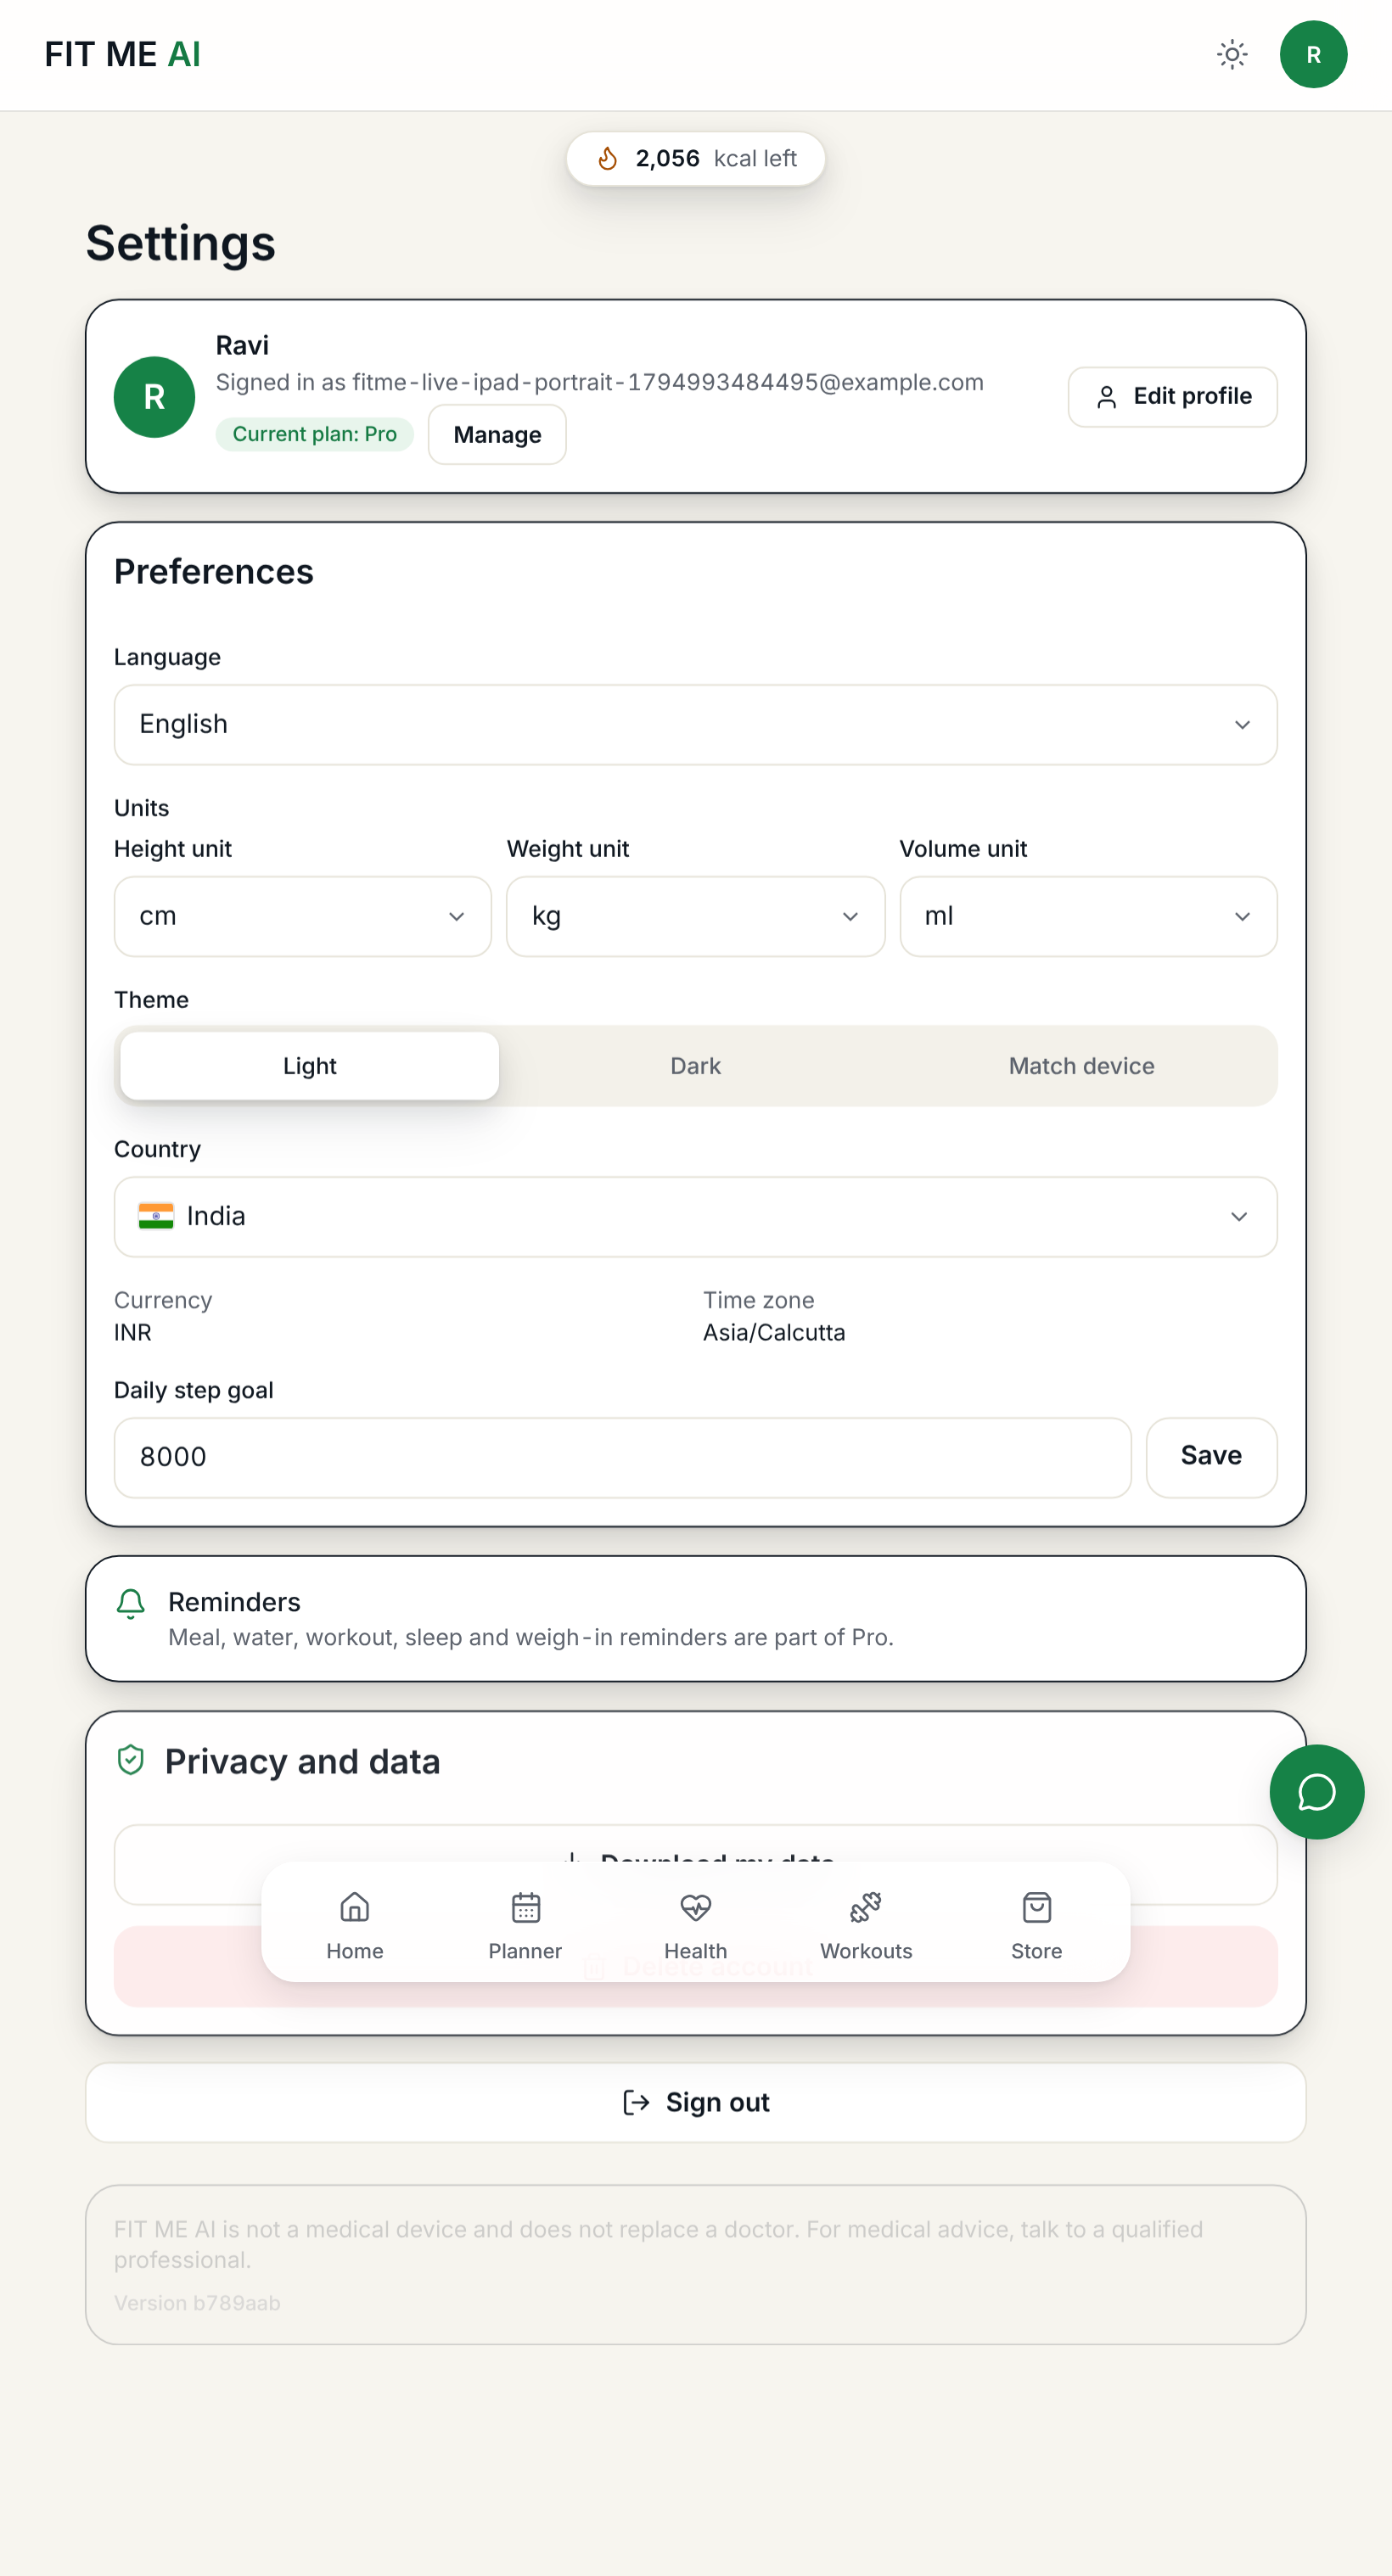 FIT ME AI
R
2,056 kcal left
Settings
R
Ravi
Signed in as fitme-live-ipad-portrait-1794993484495@example.com
Current plan: Pro
Manage
Edit profile
Preferences
Language
English
Units
Height unit
Weight unit
Volume unit
cm
kg
ml
Theme
Light
Dark
Match device
Country
India
Currency
Time zone
INR
Asia/Calcutta
Daily step goal
8000
Save
Reminders
Meal, water, workout, sleep and weigh-in reminders are part of Pro.
Privacy and data
Download my data
Home
Planner
Health
Workouts
Store
Delete account
Sign out
FIT ME AI is not a medical device and does not replace a doctor. For medical advice, talk to a qualified
professional.
Version b789aab